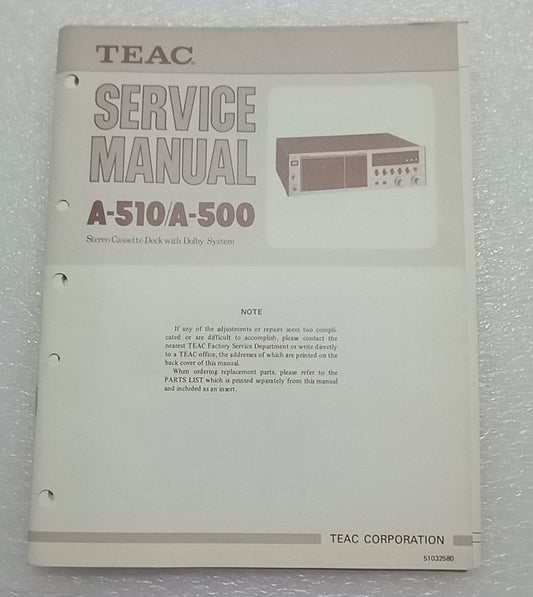 TEAC
SERVICE
MANUAL
A-510/A-500
Stereo Cassette Deck with Dolby System
NOTE
If any of the adjustments or repairs seem too compli-
cated or are difficult to accomplish, please contact the
nearest TEAC Factory Service Department or write directly
to a TEAC office, the addresses of which are printed on the
back cover of this manual.
When ordering replacement parts, please refer to the
PARTS LIST which is printed separately from this manual
and included as an insert.
TEAC CORPORATION
51032580